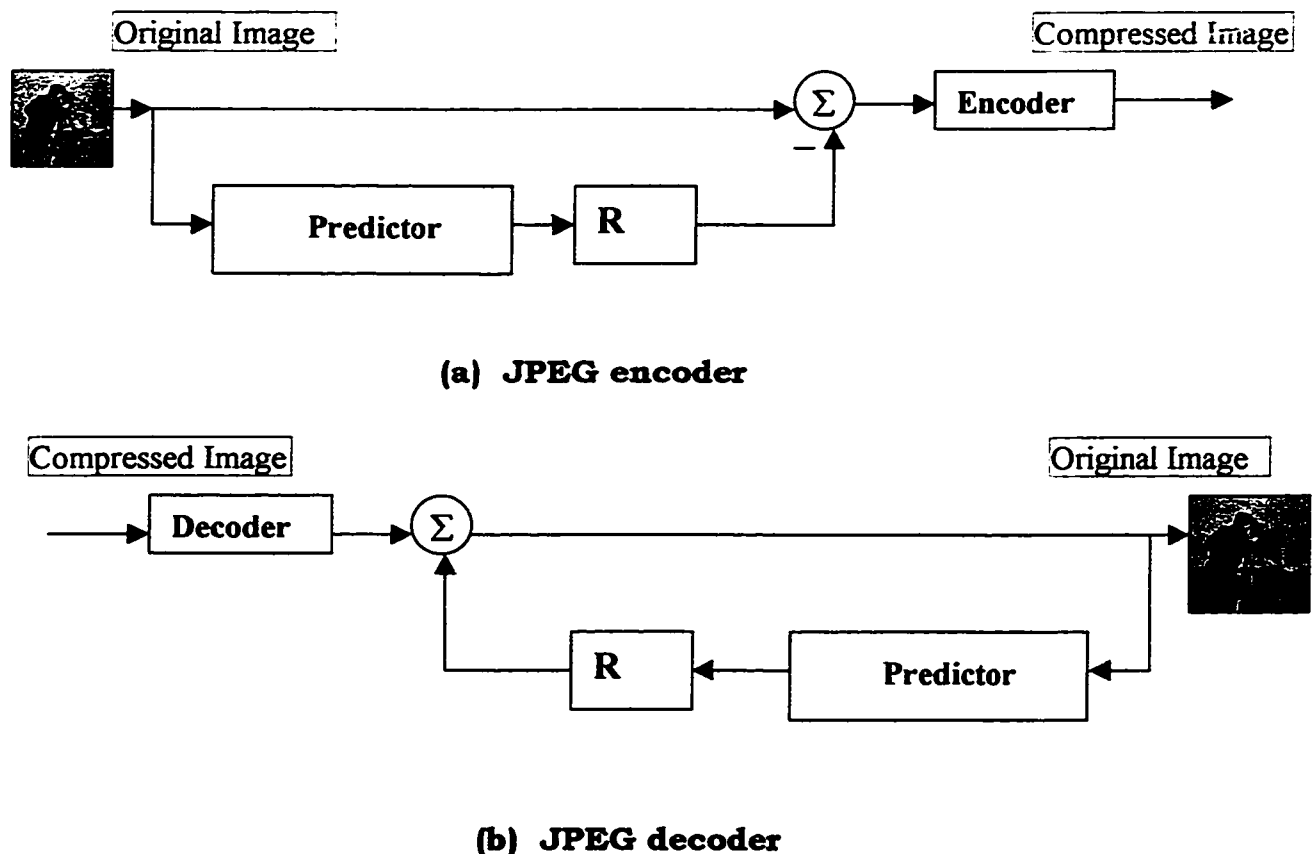 Original Image
Compressed Image
Σ
Encoder
−
Predictor
R
(a) JPEG encoder
Compressed Image
Original Image
Decoder
Σ
R
Predictor
(b) JPEG decoder